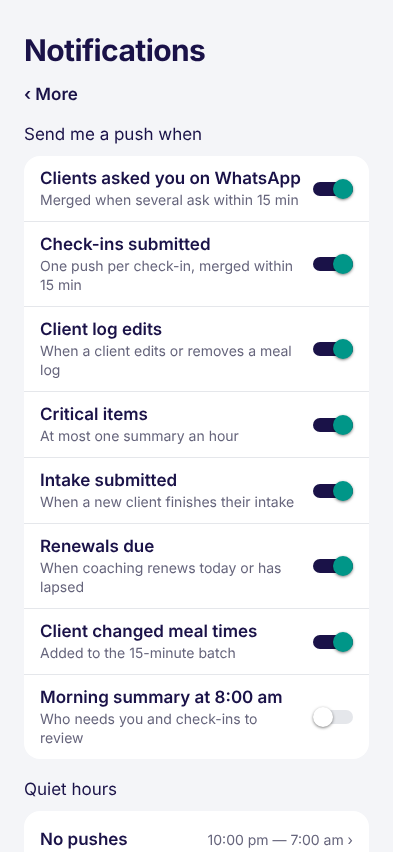 Notifications
‹ More
Send me a push when
Clients asked you on WhatsApp
Merged when several ask within 15 min
Check-ins submitted
One push per check-in, merged within
15 min
Client log edits
When a client edits or removes a meal
log
Critical items
At most one summary an hour
Intake submitted
When a new client finishes their intake
Renewals due
When coaching renews today or has
lapsed
Client changed meal times
Added to the 15-minute batch
Morning summary at 8:00 am
Who needs you and check-ins to
review
Quiet hours
No pushes 10:00 pm — 7:00 am ›